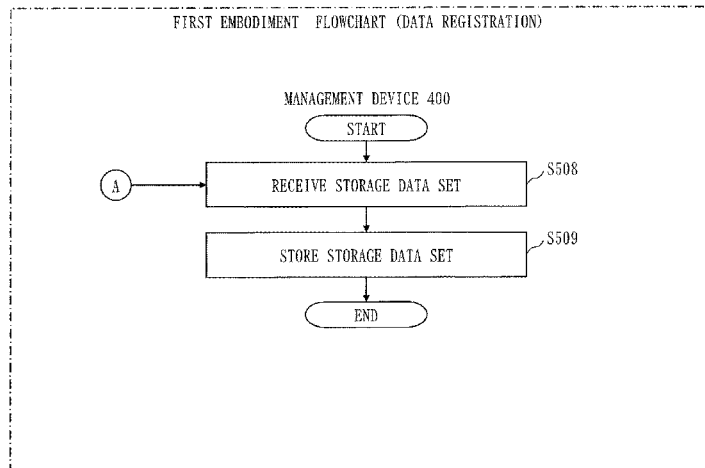 FIRST EMBODIMENT FLOWCHART (DATA REGISTRATION)
MANAGEMENT DEVICE 400
START
A
RECEIVE STORAGE DATA SET
S508
STORE STORAGE DATA SET
S509
END